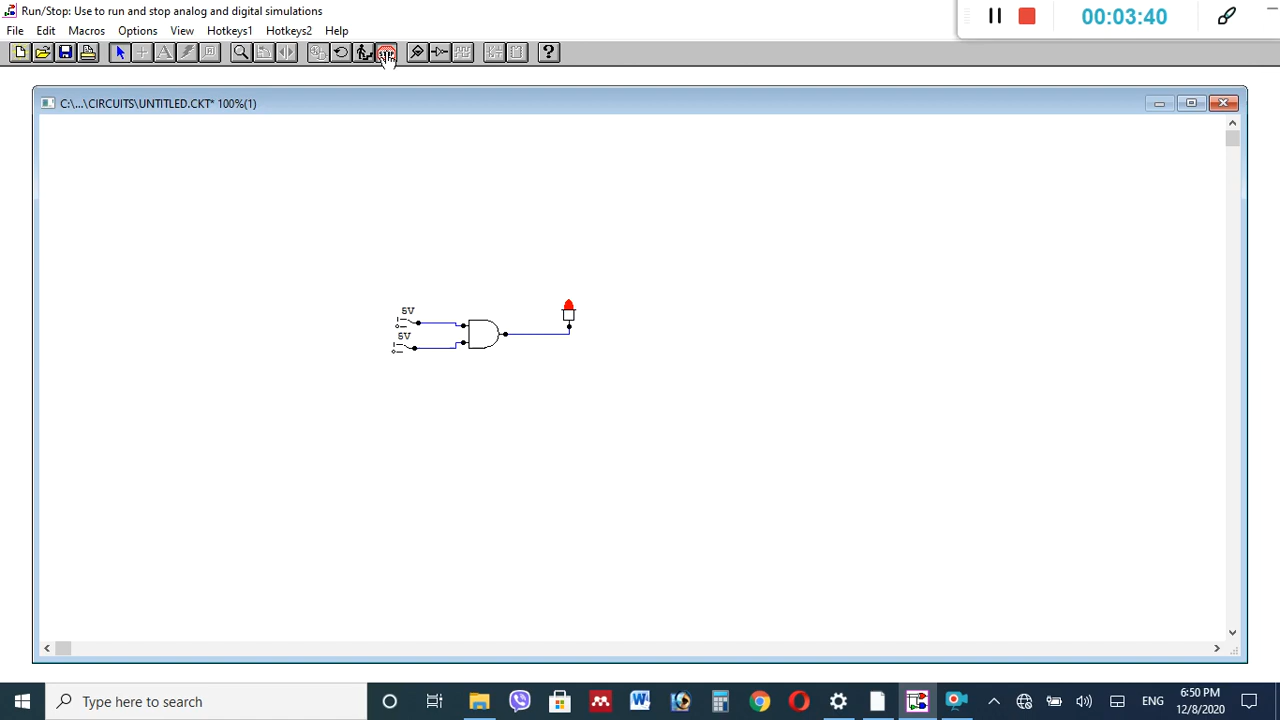 Run/Stop: Use to run and stop analog and digital simulations
00:03:40
File Edit Macros Options View Hotkeys1 Hotkeys2 Help
A ?
C:\...\CIRCUITS\UNTITLED.CKT* 100%(1)
5V
5V
Type here to search
ENG
6:50 PM
12/8/2020